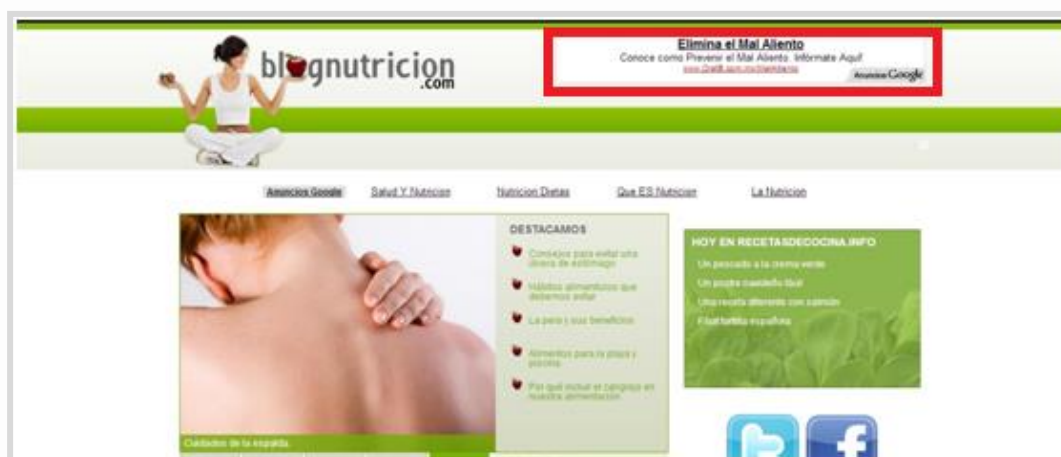 blognutricion
.com
Elimina el Mal Aliento
Conoce como Prevenir el Mal Aliento. Infórmate Aquí!
Anuncios Google
Anuncios Google Salud Y Nutricion Nutricion Dietas Que ES Nutricion La Nutricion
DESTACAMOS
Consejos para evitar una
úlcera de estómago
Hábitos alimenticios que
debemos evitar
La pera y sus beneficios
Alimentos para la playa y
piscina
Por qué incluir el cangrejo en
nuestra alimentación
Cuidados de la espalda.
HOY EN RECETASDECOCINA.INFO
Un pescado a la crema verde
Un postre navideño fácil
Una receta diferente con salmón